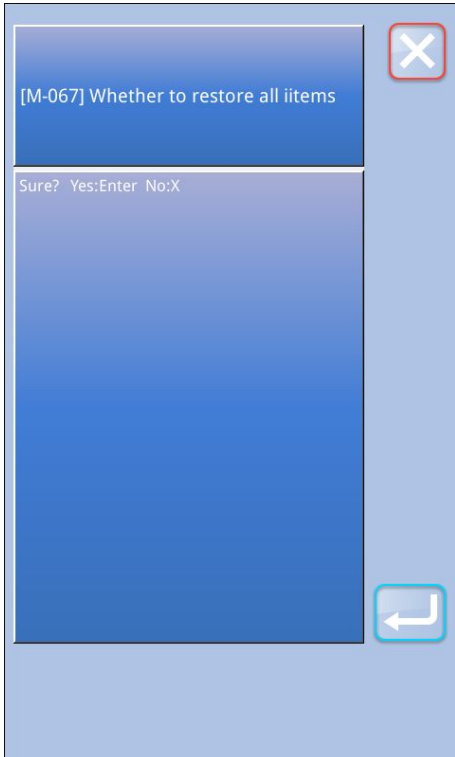 [M-067] Whether to restore all iitems
Sure? Yes:Enter No:X